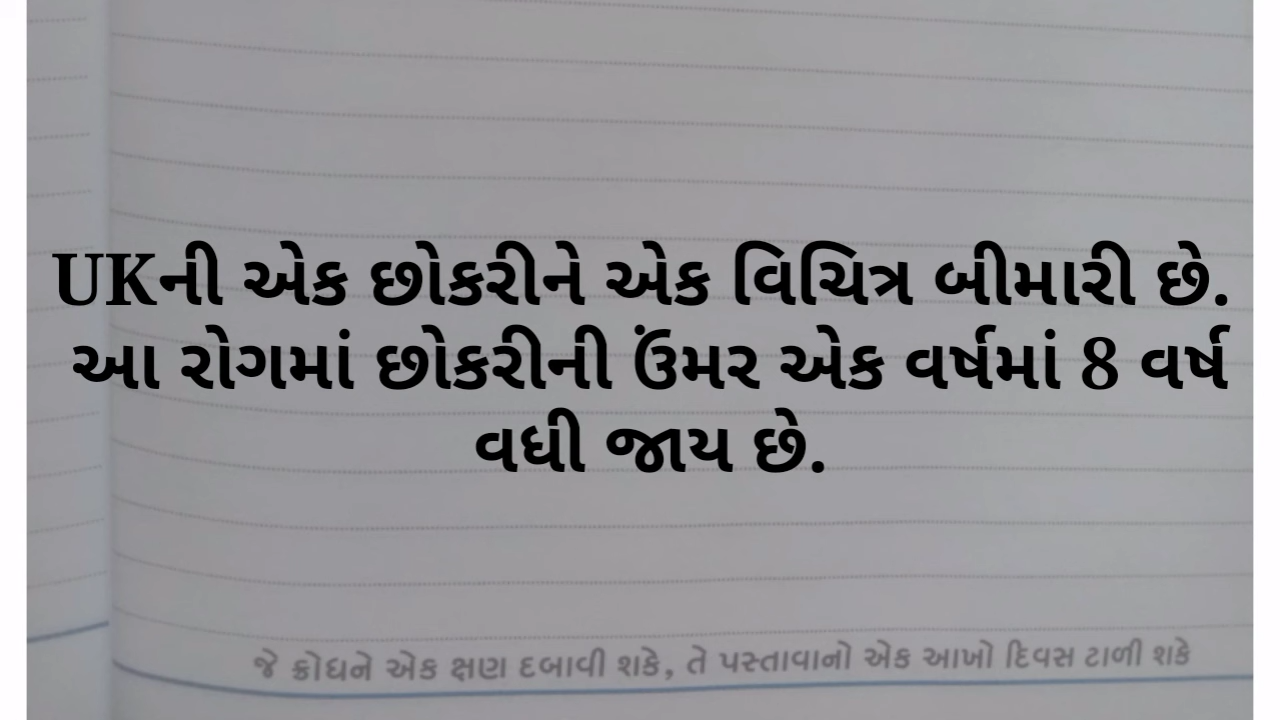 UKની એક છોકરીને એક વિચિત્ર બીમારી છે.
આ રોગમાં છોકરીની ઉંમર એક વર્ષમાં 8 વર્ષ
વધી જાય છે.
જે ક્રોધને એક ક્ષણ દબાવી શકે, તે પસ્તાવાનો એક આખો દિવસ ટાળી શકે